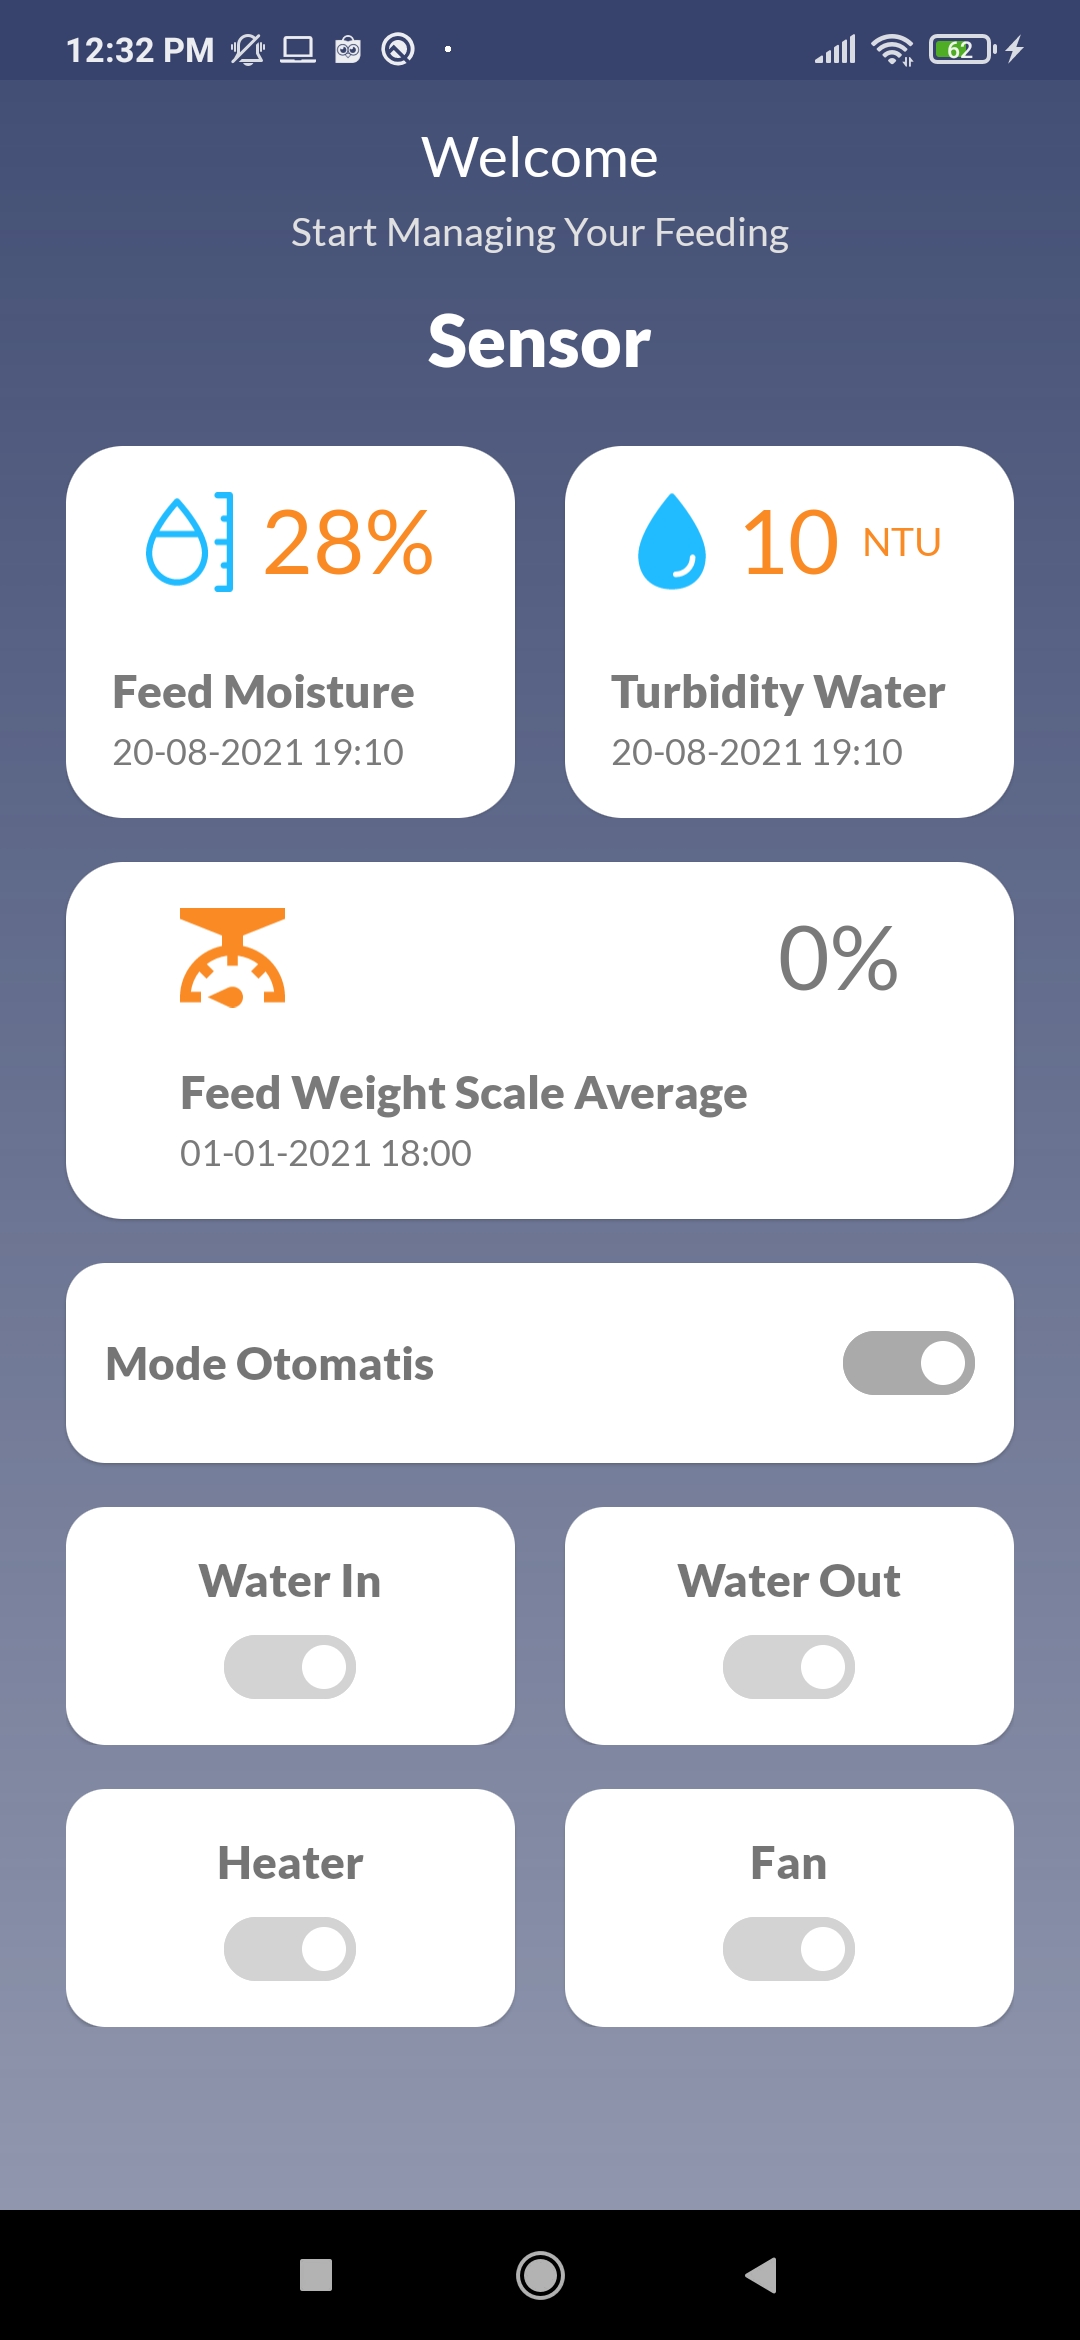 12:32 PM
62
Welcome
Start Managing Your Feeding
Sensor
28%
10 NTU
Feed Moisture
20-08-2021 19:10
Turbidity Water
20-08-2021 19:10
0%
Feed Weight Scale Average
01-01-2021 18:00
Mode Otomatis
Water In
Water Out
Heater
Fan